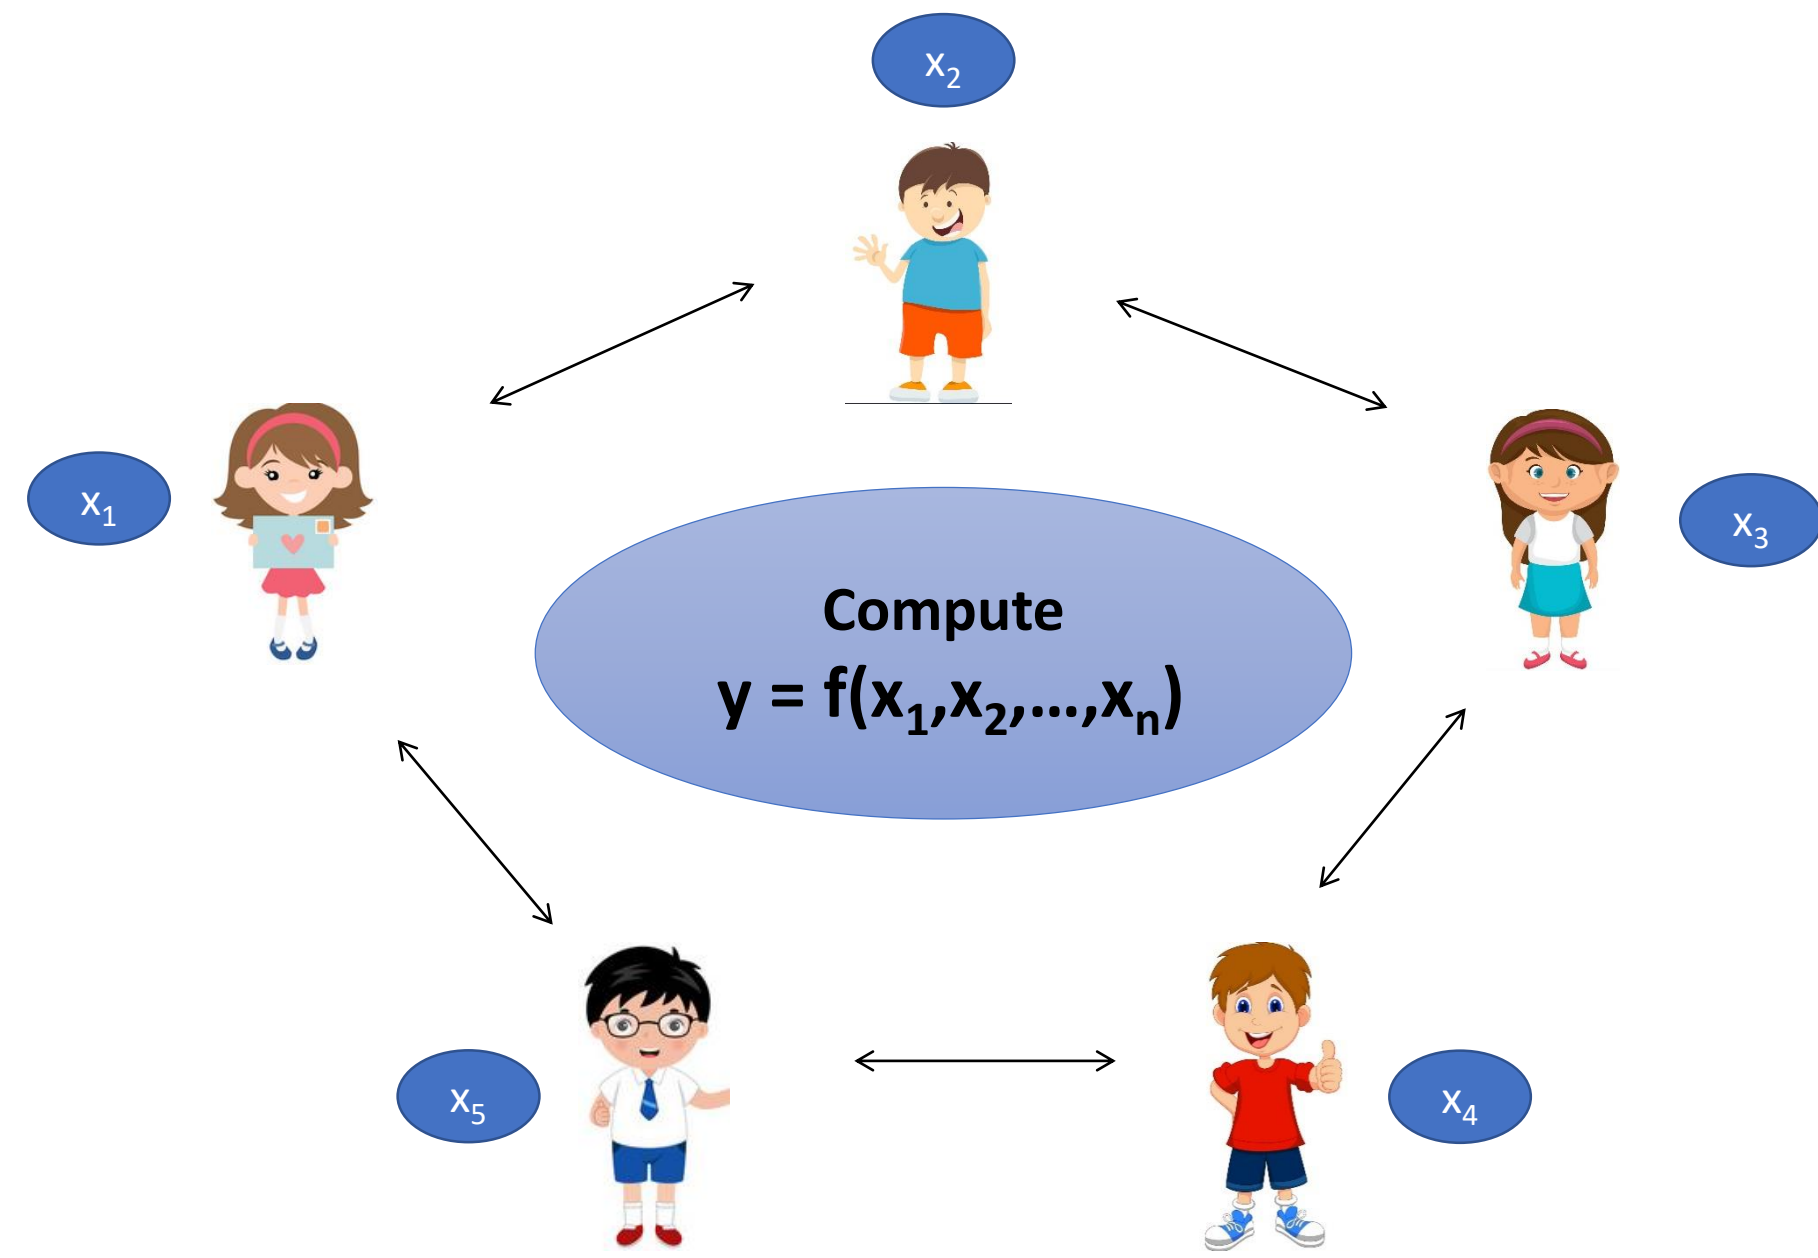 x₂
x₁
x₃
Compute
y = f(x₁,x₂,…,xₙ)
x₅
x₄